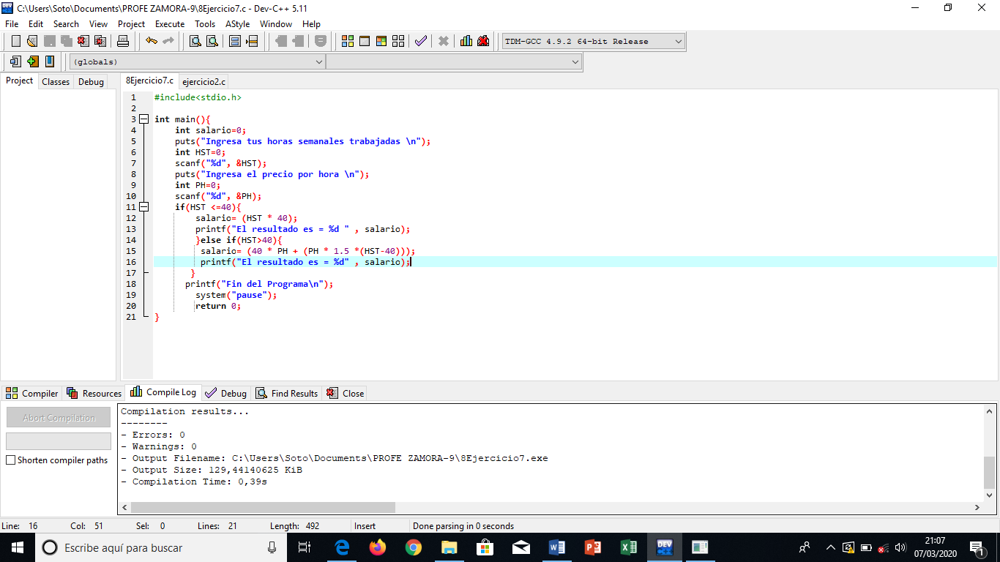 C:\Users\Soto\Documents\PROFE ZAMORA-9\8Ejercicio7.c - Dev-C++ 5.11
File Edit Search View Project Execute Tools AStyle Window Help
TDM-GCC 4.9.2 64-bit Release
(globals)
Project Classes Debug 8Ejercicio7.c ejercicio2.c
1 #include<stdio.h>
2
3 int main(){
4 int salario=0;
5 puts("Ingresa tus horas semanales trabajadas \n");
6 int HST=0;
7 scanf("%d", &HST);
8 puts("Ingresa el precio por hora \n");
9 int PH=0;
10 scanf("%d", &PH);
11 if(HST <=40){
12 salario= (HST * 40);
13 printf("El resultado es = %d " , salario);
14 }else if(HST>40){
15 salario= (40 * PH + (PH * 1.5 *(HST-40)));
16 printf("El resultado es = %d" , salario);
17 }
18 printf("Fin del Programa\n");
19 system("pause");
20 return 0;
21 }
Compiler Resources Compile Log Debug Find Results Close
Abort Compilation
Shorten compiler paths
Compilation results...
--------
- Errors: 0
- Warnings: 0
- Output Filename: C:\Users\Soto\Documents\PROFE ZAMORA-9\8Ejercicio7.exe
- Output Size: 129,44140625 KiB
- Compilation Time: 0,39s
Line: 16 Col: 51 Sel: 0 Lines: 21 Length: 492 Insert Done parsing in 0 seconds
Escribe aquí para buscar
21:07
07/03/2020
1